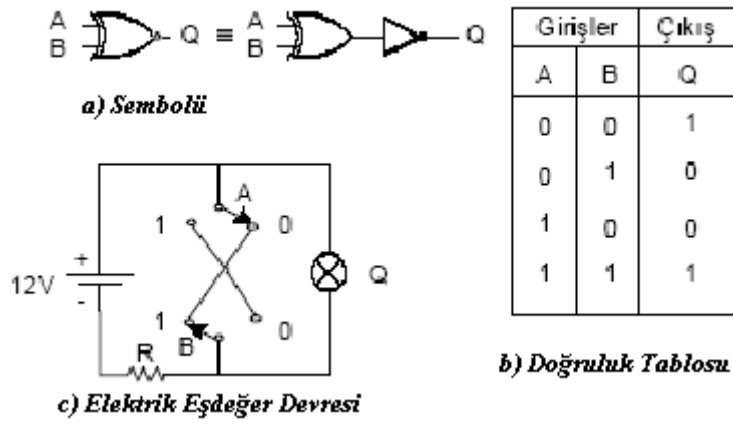 A
B
Q ≡
A
B
Q
a) Sembolü
Girişler Çıkış
A B Q
0 0 1
0 1 0
1 0 0
1 1 1
b) Doğruluk Tablosu
A
1 0
+
12V
-
Q
1 0
B
R
c) Elektrik Eşdeğer Devresi